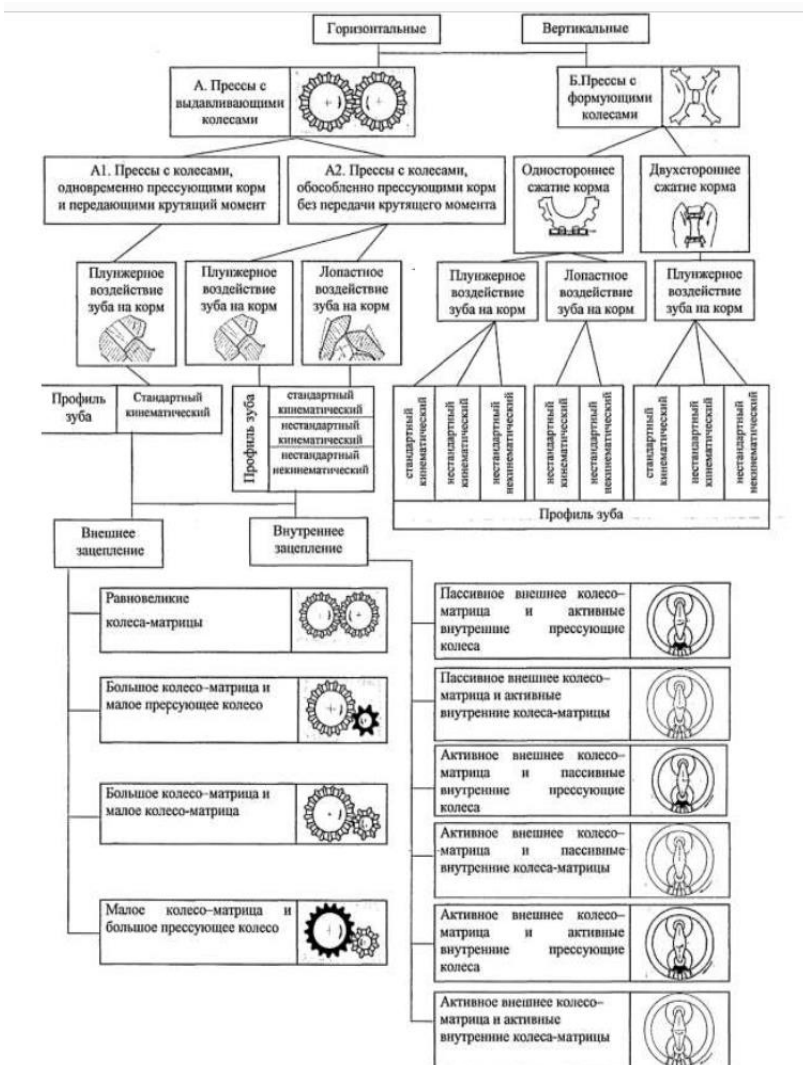 Горизонтальные
Вертикальные
А. Прессы с
выдавливающими
колесами
Б.Прессы с
формующими
колесами
А1. Прессы с колесами,
одновременно прессующими корм
и передающими крутящий момент
А2. Прессы с колесами,
обособленно прессующими корм
без передачи крутящего момента
Одностороннее
сжатие корма
Двухстороннее
сжатие корма
Плунжерное
воздействие
зуба на корм
Плунжерное
воздействие
зуба на корм
Лопастное
воздействие
зуба на корм
Плунжерное
воздействие
зуба на корм
Лопастное
воздействие
зуба на корм
Плунжерное
воздействие
зуба на корм
Профиль
зуба
Стандартный
кинематический
Профиль зуба
стандартный
кинематический
нестандартный
кинематический
нестандартный
некинематический
стандартный
кинематический
нестандартный
кинематический
нестандартный
некинематический
нестандартный
кинематический
нестандартный
некинематический
стандартный
кинематический
нестандартный
кинематический
нестандартный
некинематический
Профиль зуба
Внешнее
зацепление
Внутреннее
зацепление
Равновеликие
колеса-матрицы
Большое колесо–матрица и
малое прессующее колесо
Большое колесо–матрица и
малое колесо-матрица
Малое колесо–матрица и
большое прессующее колесо
Пассивное внешнее колесо–
матрица и активные
внутренние прессующие
колеса
Пассивное внешнее колесо–
матрица и активные
внутренние колеса-матрицы
Активное внешнее колесо–
матрица и пассивные
внутренние прессующие
колеса
Активное внешнее колесо–
матрица и пассивные
внутренние колеса-матрицы
Активное внешнее колесо–
матрица и активные
внутренние прессующие
колеса
Активное внешнее колесо–
матрица и активные
внутренние колеса-матрицы